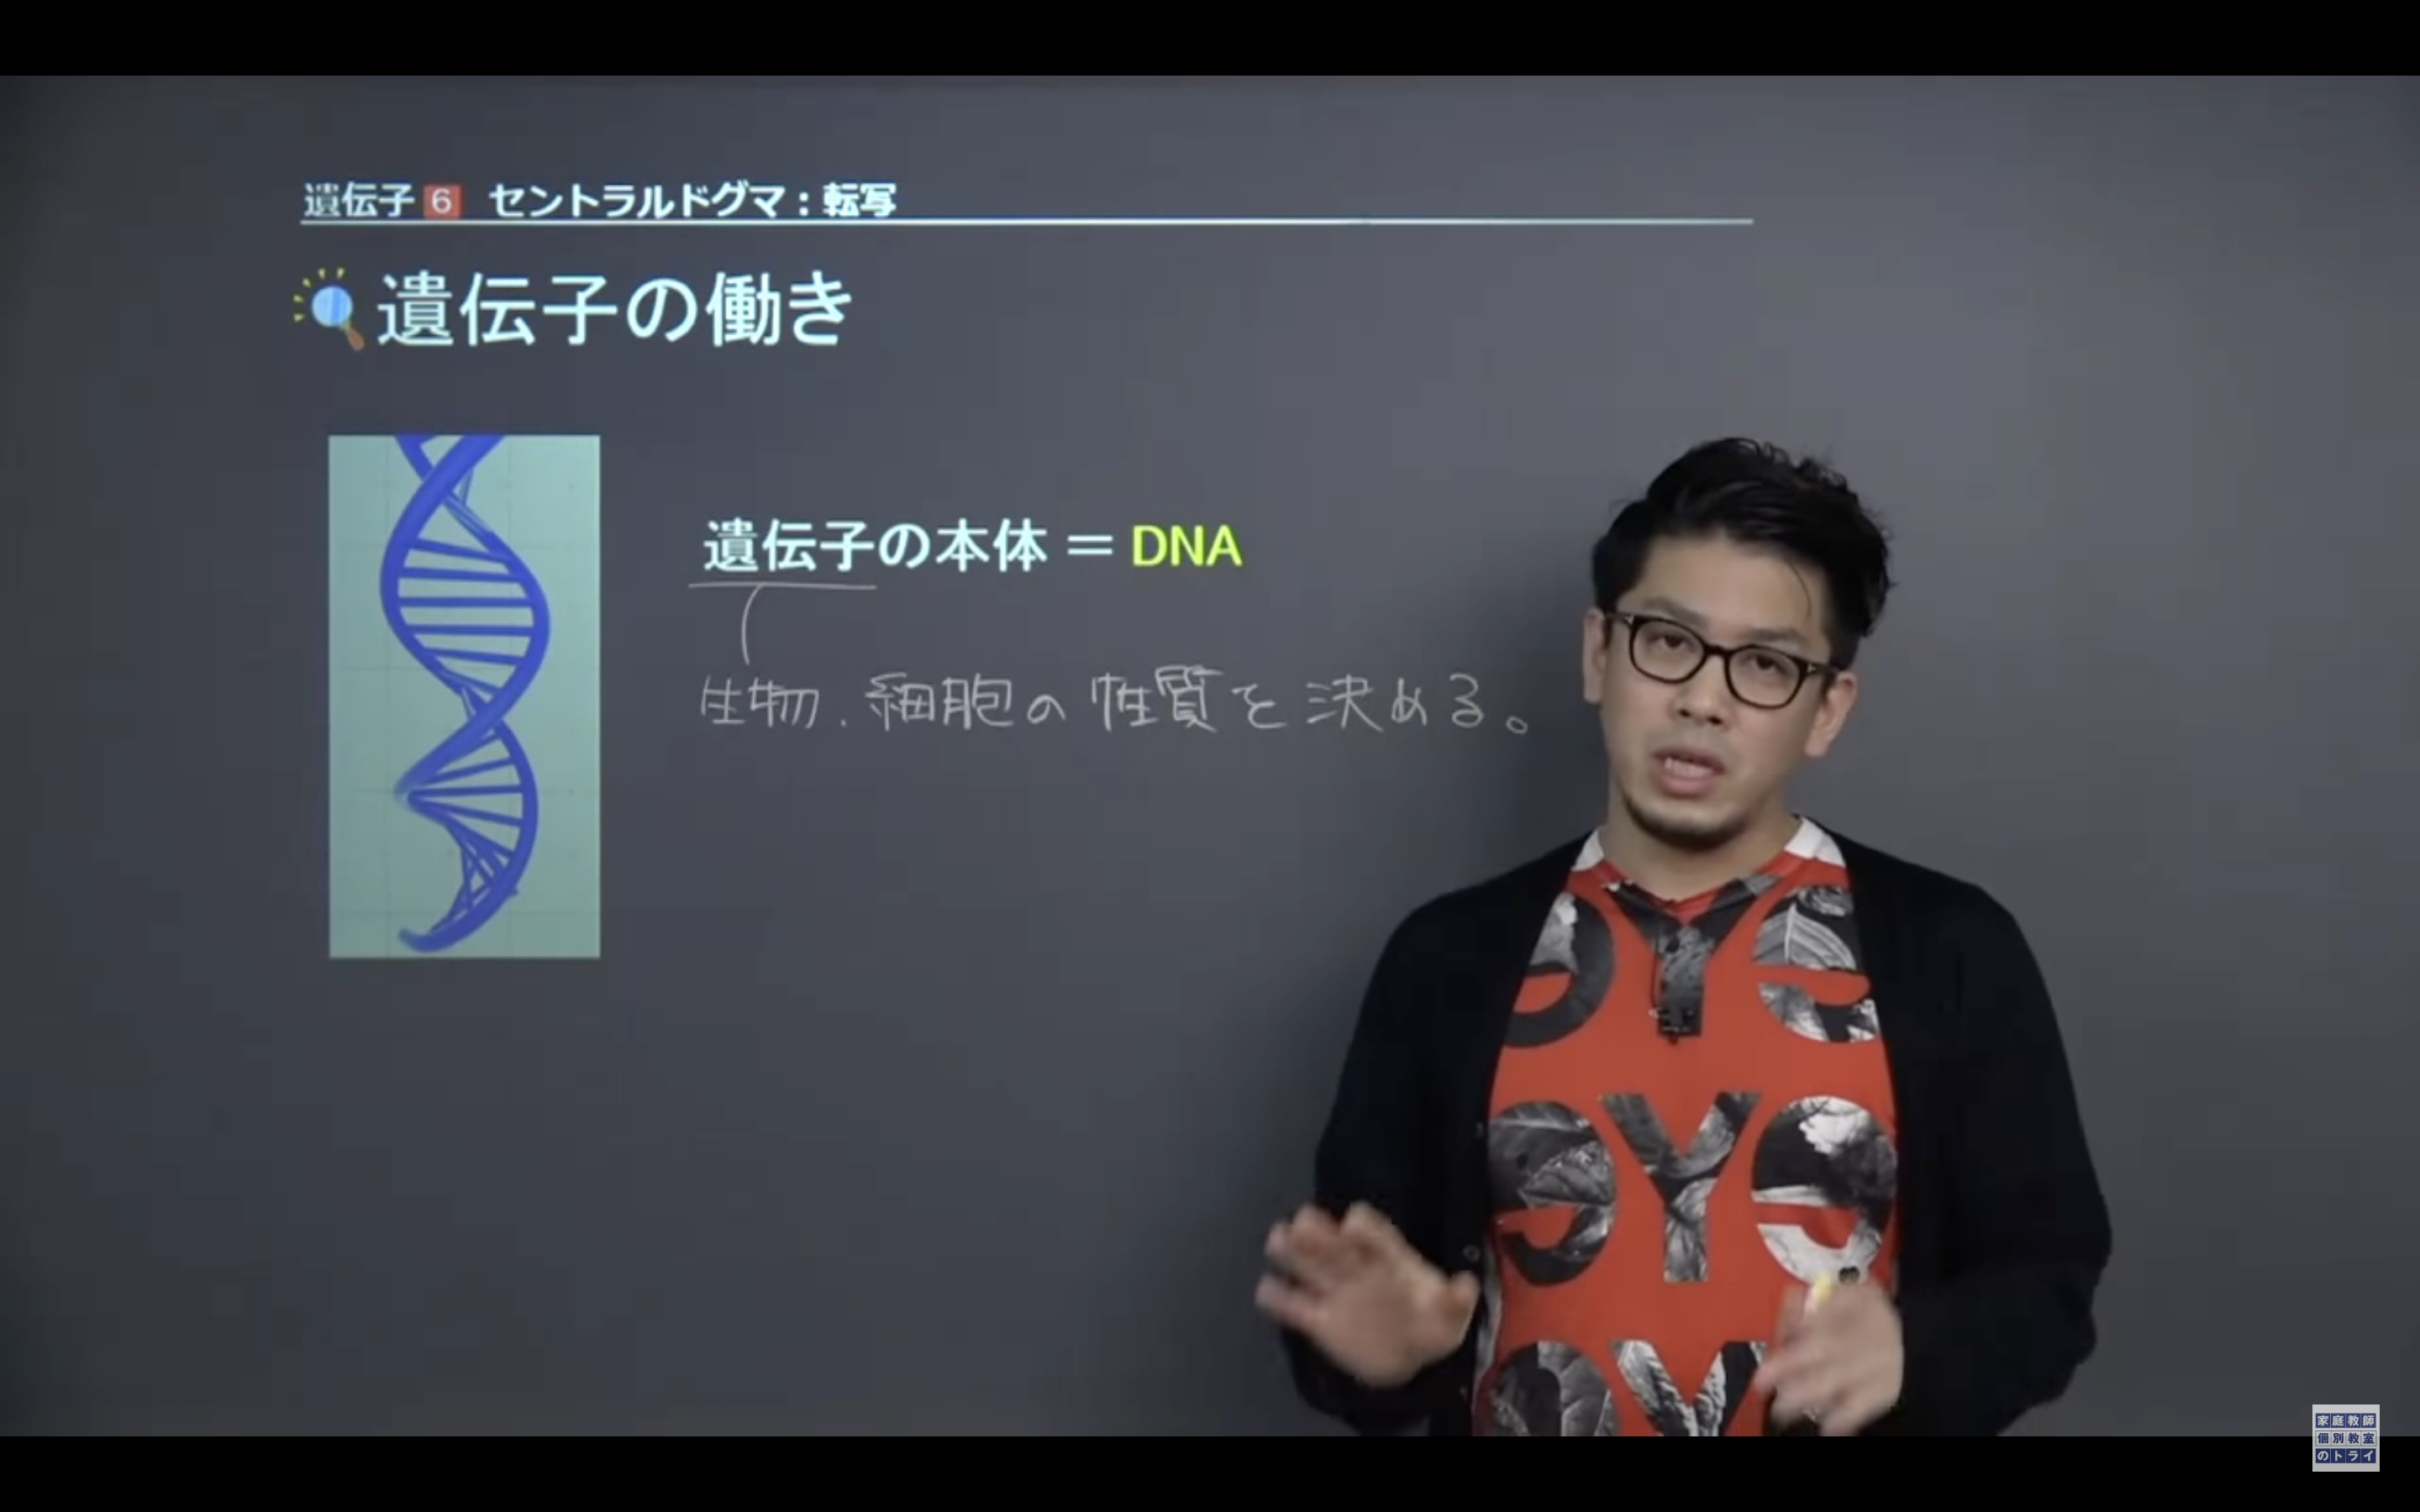 遺伝子 6 セントラルドグマ：転写
遺伝子の働き
遺伝子の本体 ＝ DNA
生物.細胞の性質を決める。
家庭教師
個別教室
のトライ